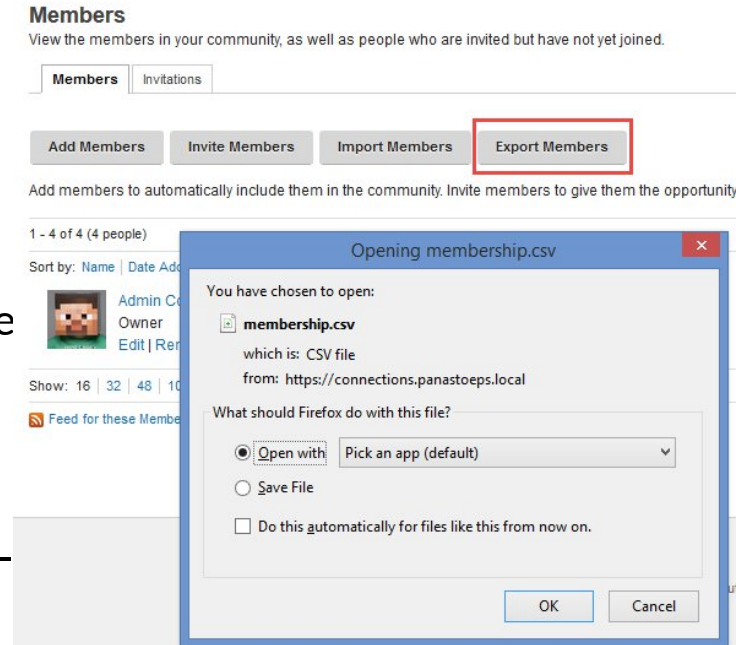 Members
View the members in your community, as well as people who are invited but have not yet joined.
Members Invitations
Add Members Invite Members Import Members Export Members
Add members to automatically include them in the community. Invite members to give them the opportunity
1 - 4 of 4 (4 people)
Sort by: Name | Date
Admin
Owner
Edit |
Show: 16 | 32 | 48 |
Feed for these
Opening membership.csv
You have chosen to open:
membership.csv
which is: CSV file
from: https://connections.panastoeps.local
What should Firefox do with this file?
Open with Pick an app (default)
Save File
Do this automatically for files like this from now on.
OK Cancel